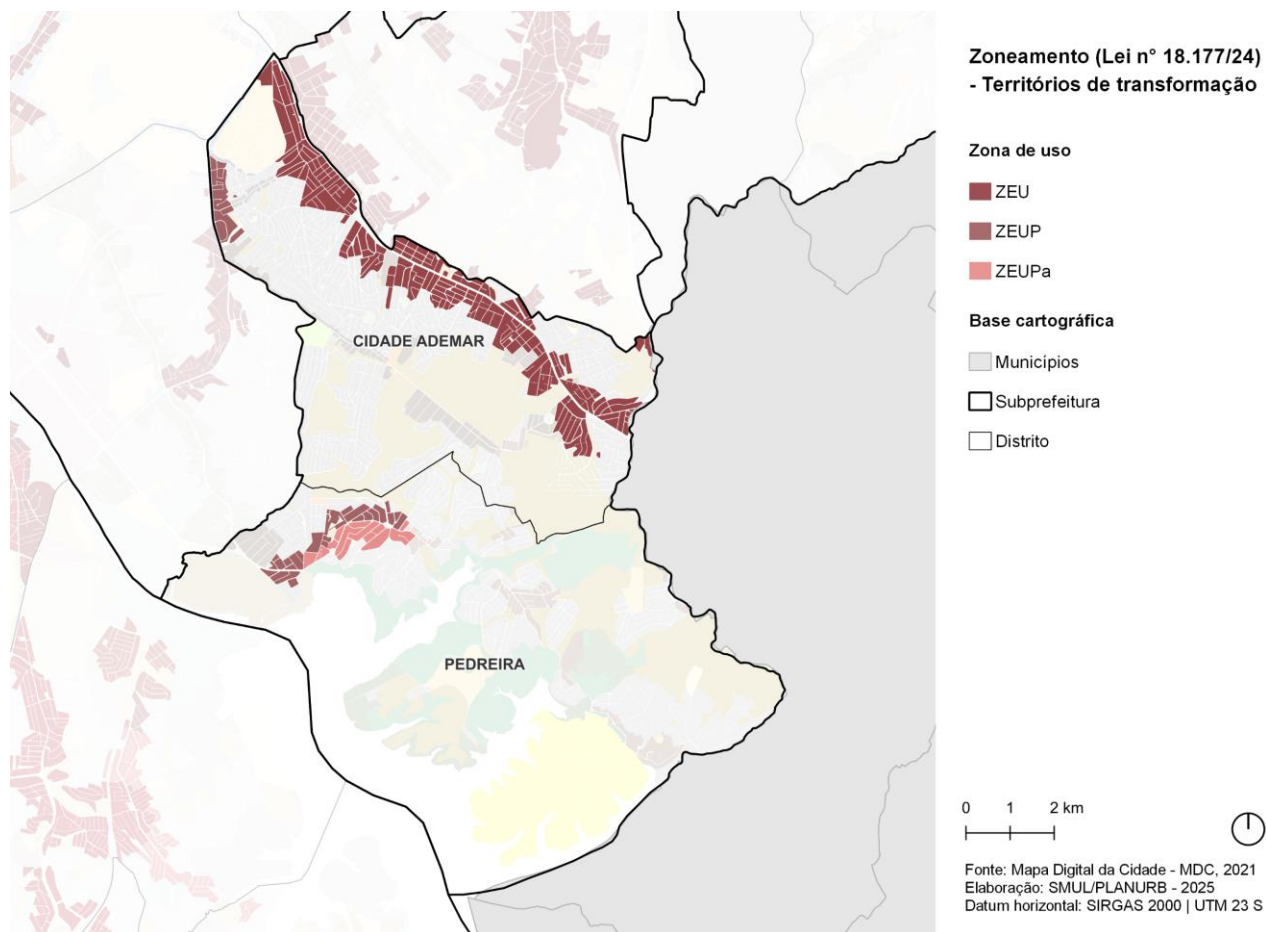 Zoneamento (Lei n° 18.177/24)
- Territórios de transformação
Zona de uso
ZEU
ZEUP
ZEUPa
Base cartográfica
Municípios
Subprefeitura
Distrito
CIDADE ADEMAR
PEDREIRA
0 1 2 km
Fonte: Mapa Digital da Cidade - MDC, 2021
Elaboração: SMUL/PLANURB - 2025
Datum horizontal: SIRGAS 2000 | UTM 23 S